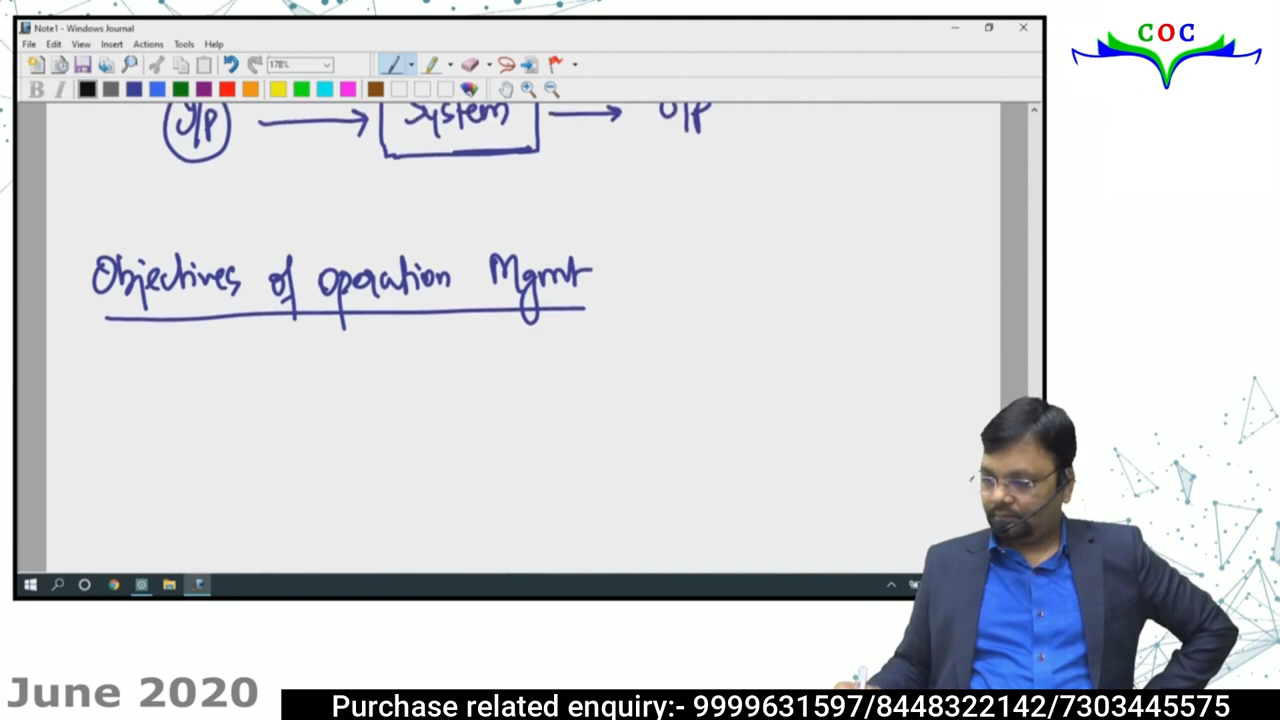 Note1 - Windows Journal
File Edit View Insert Actions Tools Help
178%
B I
I/P System O/P
Objectives of operation Mgmt
COC
June 2020
Purchase related enquiry:- 9999631597/8448322142/7303445575